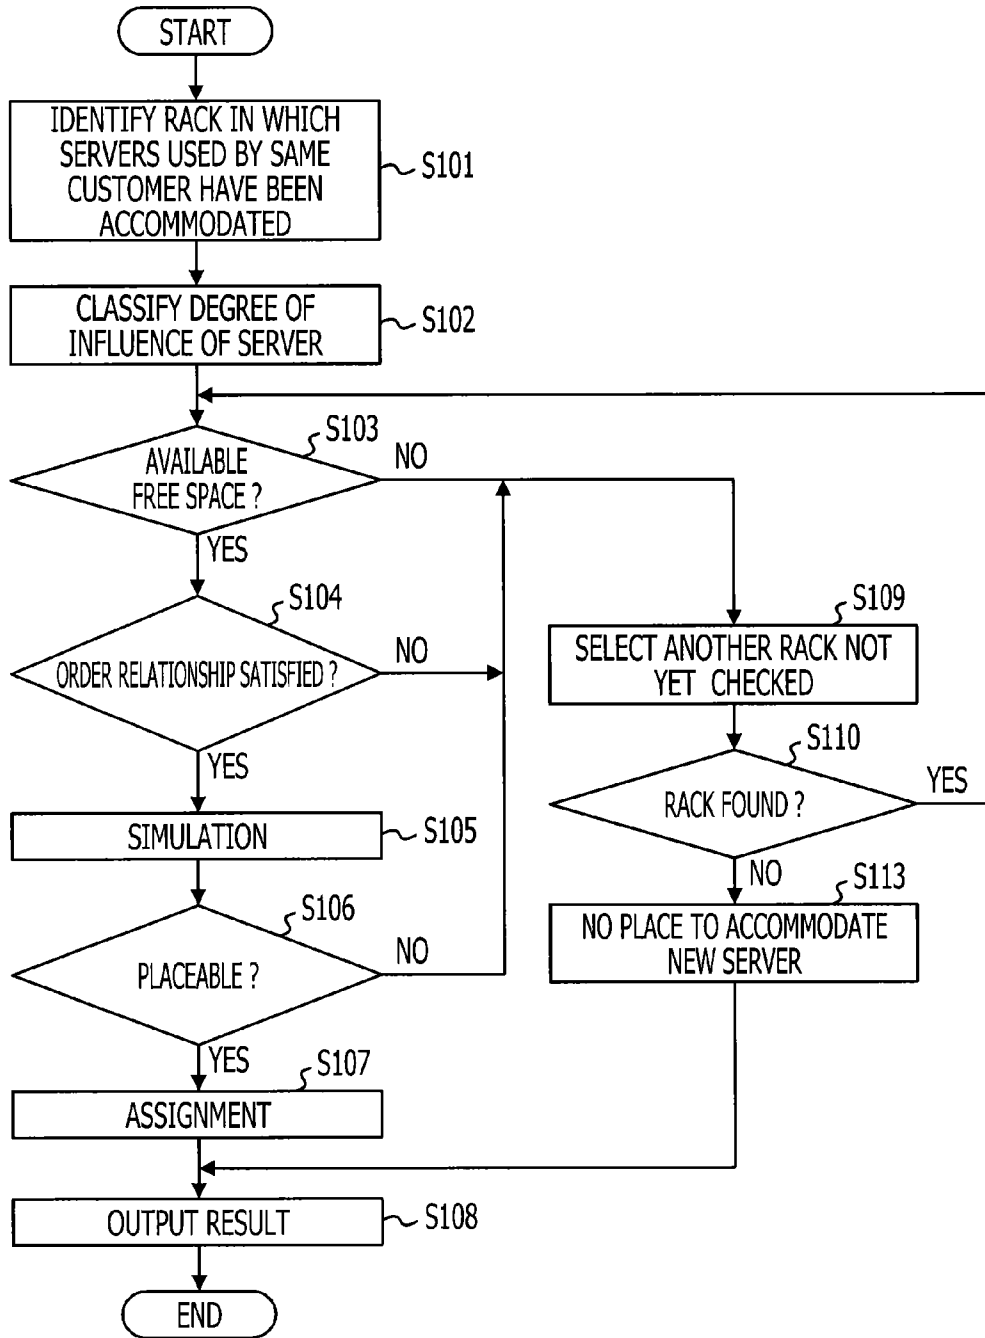 START
IDENTIFY RACK IN WHICH
SERVERS USED BY SAME
CUSTOMER HAVE BEEN
ACCOMMODATED
S101
CLASSIFY DEGREE OF
INFLUENCE OF SERVER
S102
S103
AVAILABLE
FREE SPACE ?
NO
YES
S104
ORDER RELATIONSHIP SATISFIED ?
NO
YES
SIMULATION
S105
S106
PLACEABLE ?
NO
YES
S107
ASSIGNMENT
OUTPUT RESULT
S108
END
S109
SELECT ANOTHER RACK NOT
YET CHECKED
S110
RACK FOUND ?
YES
NO
S113
NO PLACE TO ACCOMMODATE
NEW SERVER